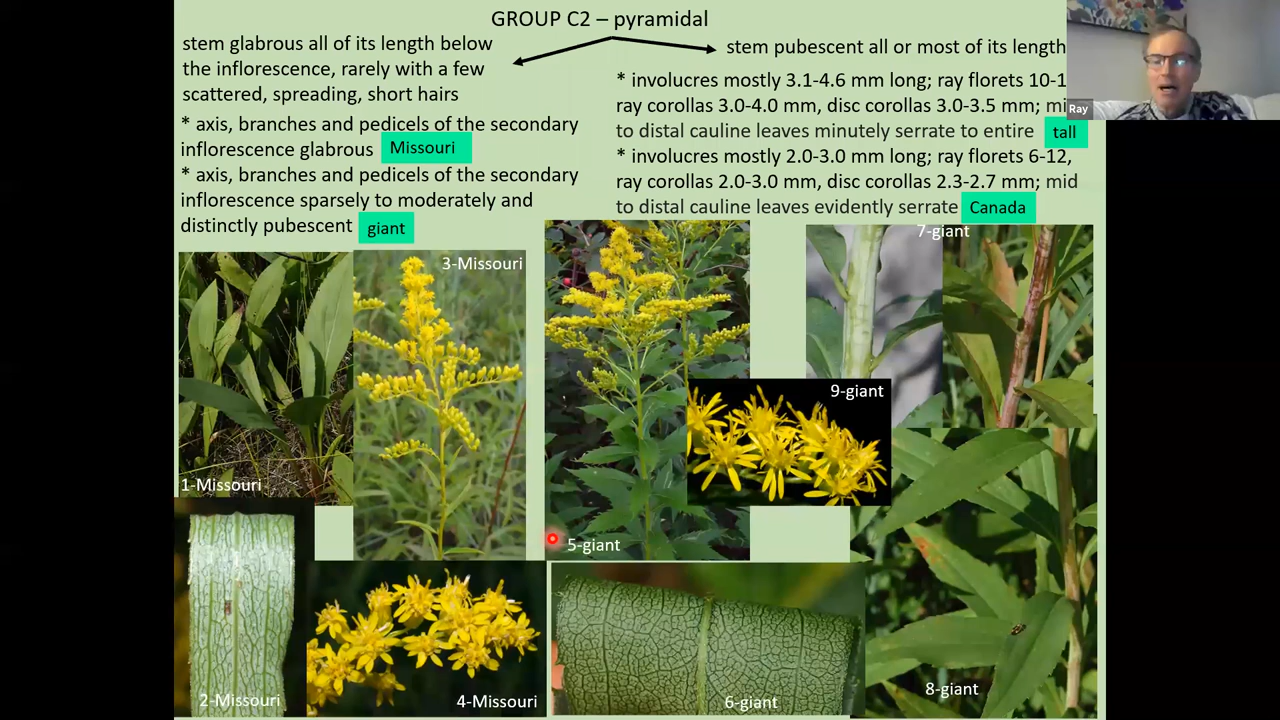 GROUP C2 – pyramidal
stem glabrous all of its length below
the inflorescence, rarely with a few
scattered, spreading, short hairs
* axis, branches and pedicels of the secondary
inflorescence glabrous Missouri
* axis, branches and pedicels of the secondary
inflorescence sparsely to moderately and
distinctly pubescent giant
stem pubescent all or most of its length
* involucres mostly 3.1-4.6 mm long; ray florets 10-1
ray corollas 3.0-4.0 mm, disc corollas 3.0-3.5 mm;
to distal cauline leaves minutely serrate to entire tall
* involucres mostly 2.0-3.0 mm long; ray florets 6-12,
ray corollas 2.0-3.0 mm, disc corollas 2.3-2.7 mm; mid
to distal cauline leaves evidently serrate Canada
Ray
7-giant
3-Missouri
9-giant
1-Missouri
5-giant
8-giant
2-Missouri
4-Missouri
6-giant